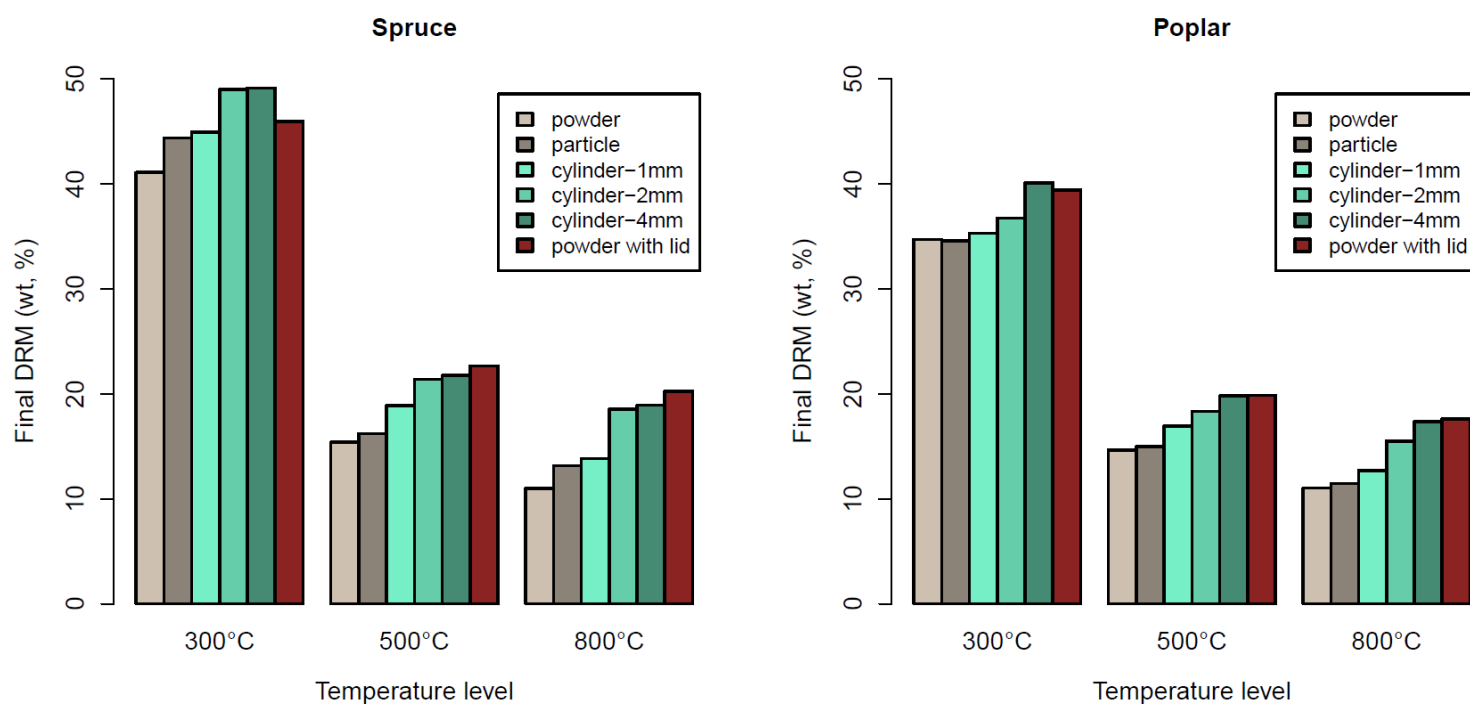 Spruce
Final DRM (wt, %)
50
40
30
20
10
0
powder
particle
cylinder−1mm
cylinder−2mm
cylinder−4mm
powder with lid
300°C
500°C
800°C
Temperature level
Poplar
Final DRM (wt, %)
50
40
30
20
10
0
powder
particle
cylinder−1mm
cylinder−2mm
cylinder−4mm
powder with lid
300°C
500°C
800°C
Temperature level